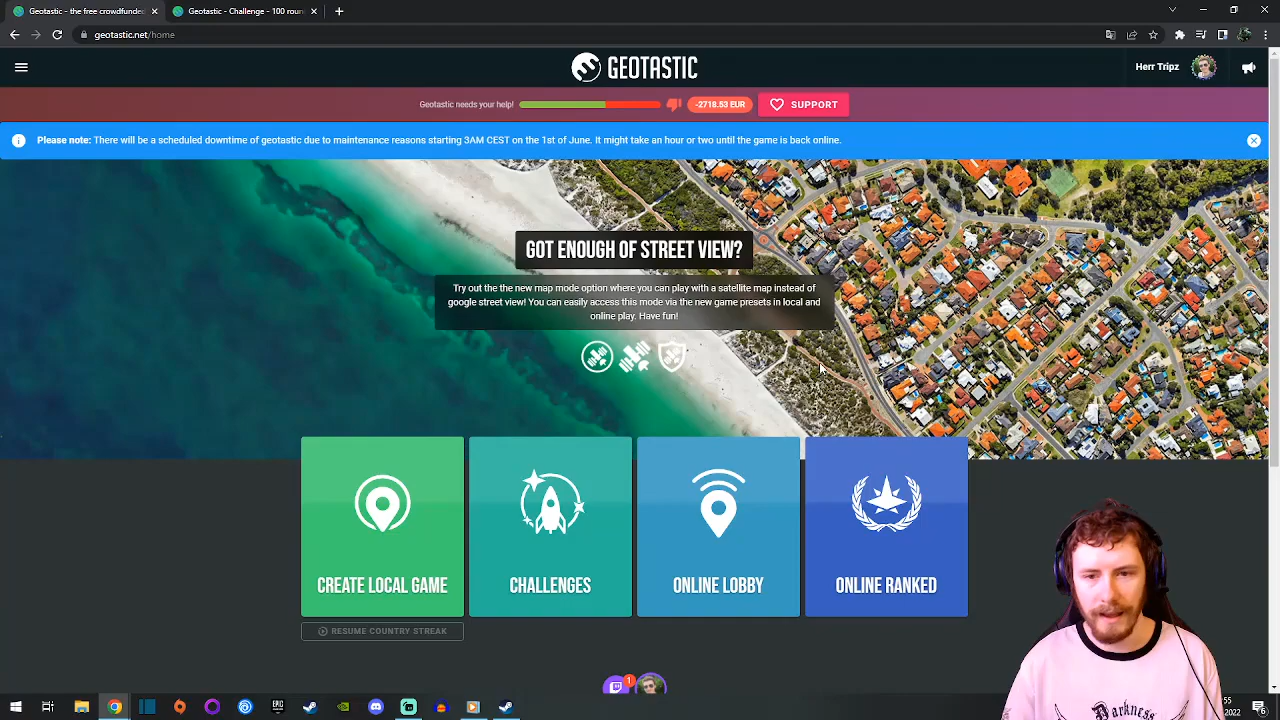 Geotastic - the free crowdfunded
Geotastic - Challenge - 100 roun
geotastic.net/home
GEOTASTIC
Herr Tripz
Geotastic needs your help!
-2718.53 EUR
SUPPORT
Please note: There will be a scheduled downtime of geotastic due to maintenance reasons starting 3AM CEST on the 1st of June. It might take an hour or two until the game is back online.
GOT ENOUGH OF STREET VIEW?
Try out the the new map mode option where you can play with a satellite map instead of
google street view! You can easily access this mode via the new game presets in local and
online play. Have fun!
CREATE LOCAL GAME
CHALLENGES
ONLINE LOBBY
ONLINE RANKED
RESUME COUNTRY STREAK
1
EPIC
55
2022
6
Darkness